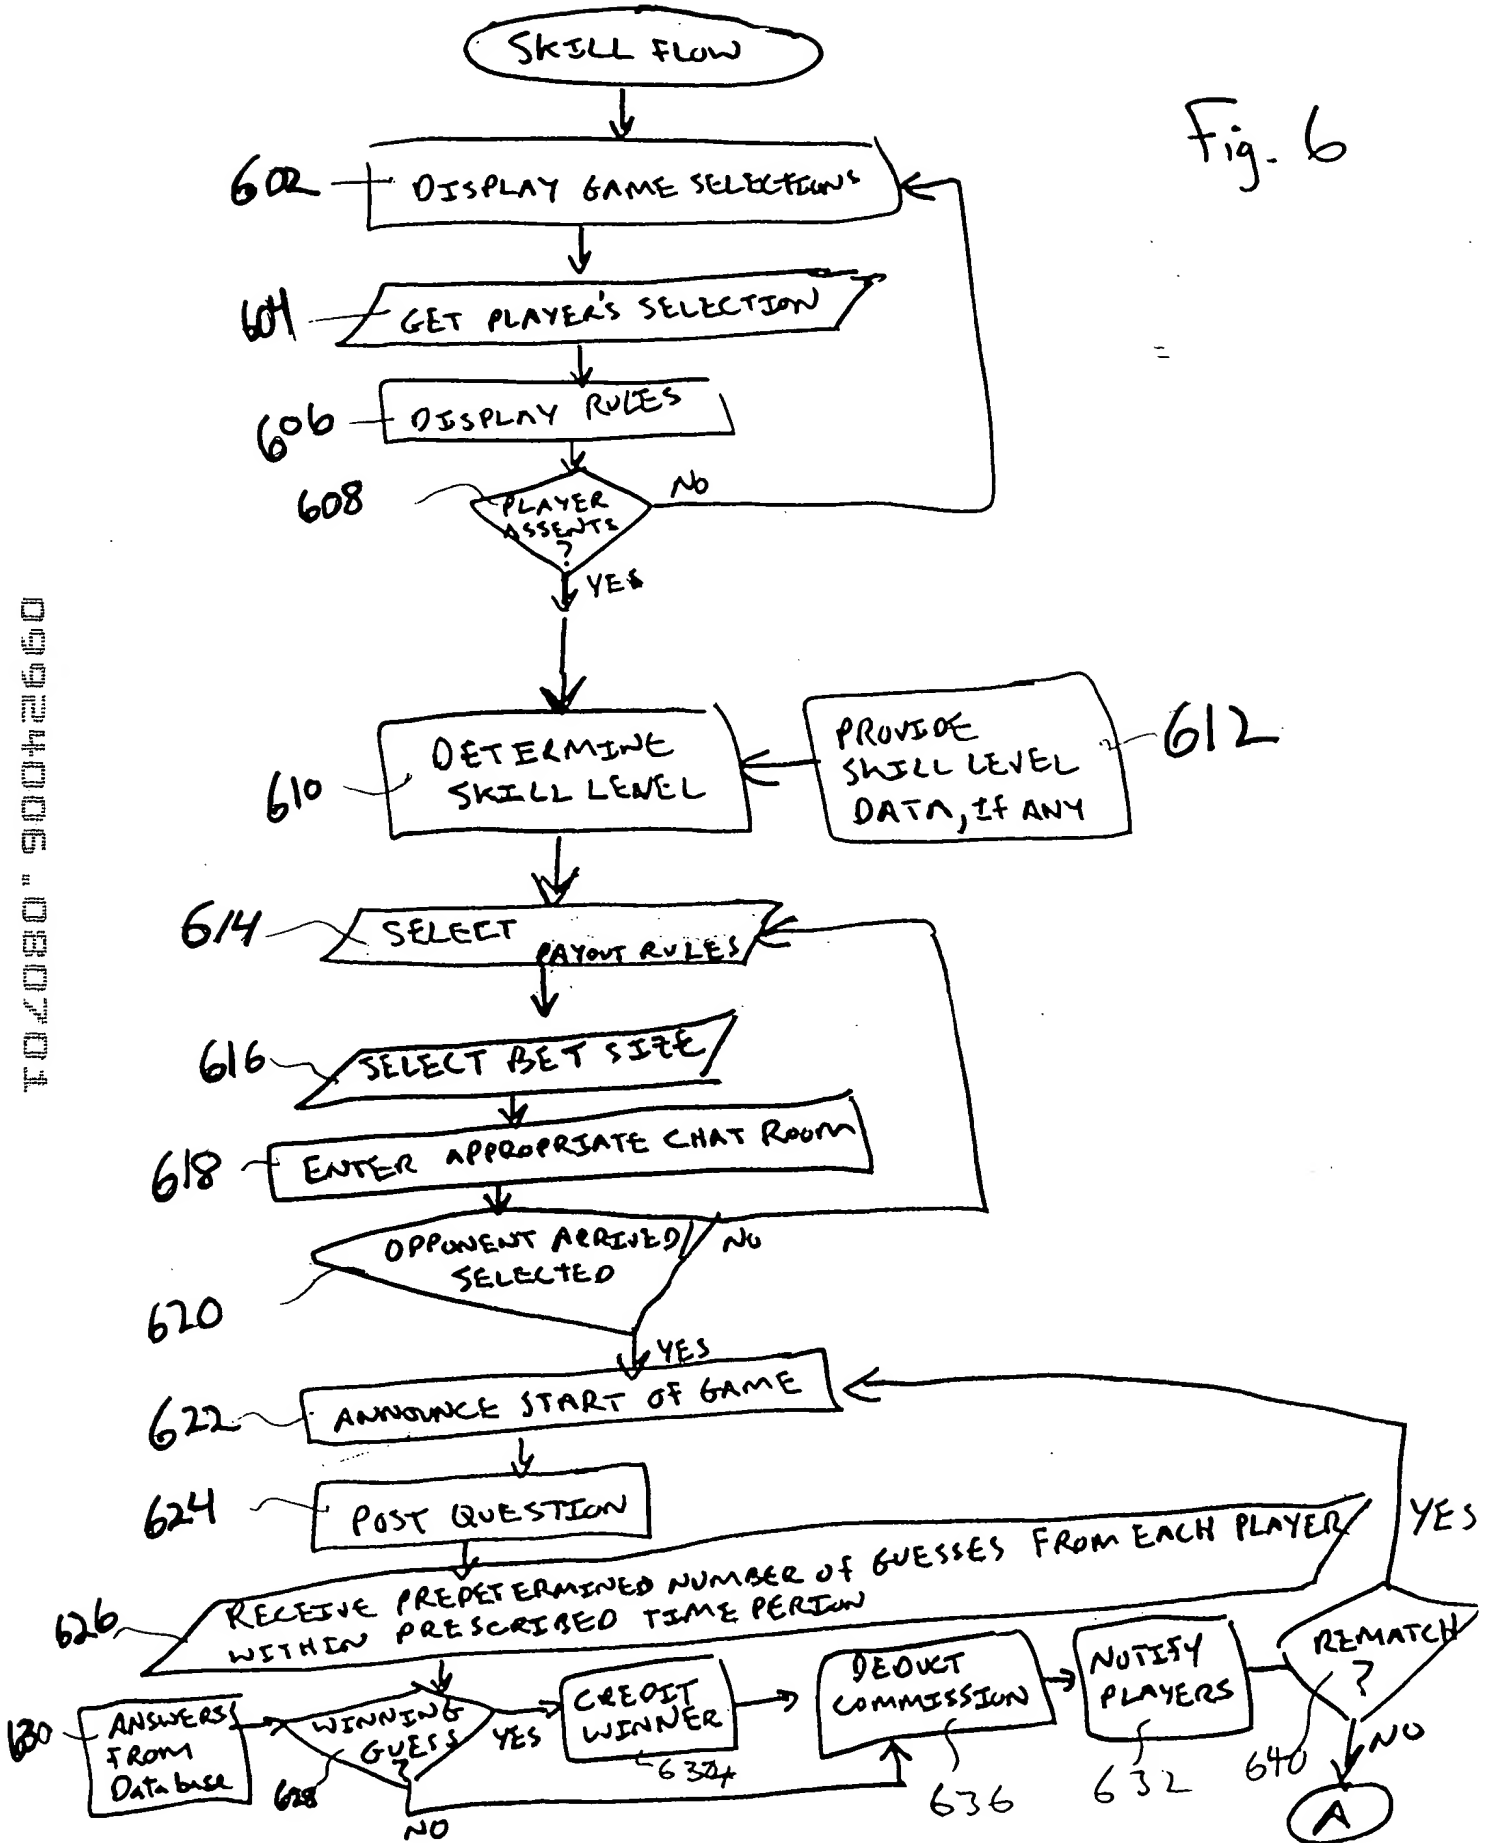 SKILL FLOW
Fig. 6
602
DISPLAY GAME SELECTIONS
604
GET PLAYER'S SELECTION
606
DISPLAY RULES
608
PLAYER
ASSENTS
?
NO
YES
610
DETERMINE
SKILL LEVEL
PROVIDE
SKILL LEVEL
DATA, If ANY
612
614
SELECT
PAYOUT RULES
616
SELECT BET SIZE
618
ENTER APPROPRIATE CHAT ROOM
620
OPPONENT ARRIVED/
SELECTED
NO
YES
622
ANNOUNCE START OF GAME
624
POST QUESTION
626
RECEIVE PREDETERMINED NUMBER Of GUESSES FROM EACH PLAYER
WITHIN PRESCRIBED TIME PERIOD
630
ANSWERS
FROM
Database
628
WINNING
GUESS
?
YES
NO
CREDIT
WINNER
634
DEDUCT
COMMISSION
636
NOTIFY
PLAYERS
632
REMATCH
?
640
YES
NO
A
09924006.080701